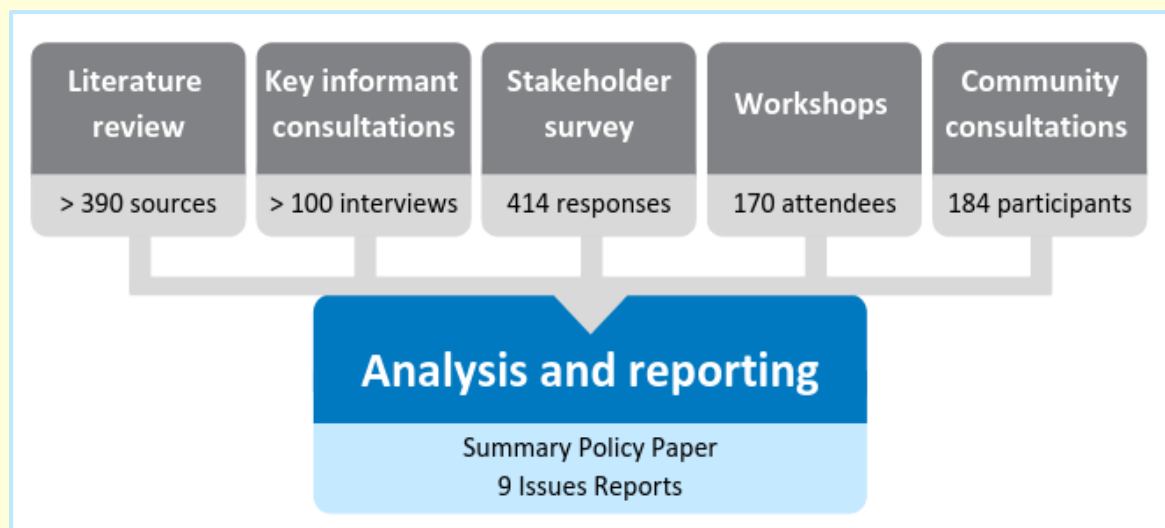 Literature
review
> 390 sources
Key informant
consultations
> 100 interviews
Stakeholder
survey
414 responses
Workshops
170 attendees
Community
consultations
184 participants
Analysis and reporting
Summary Policy Paper
9 Issues Reports